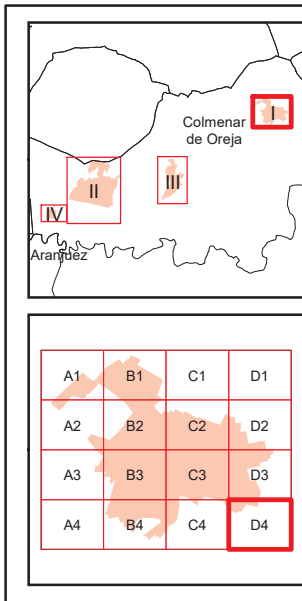 I
Colmenar
de Oreja
II
III
IV
Aranjuez
A1 B1 C1 D1
A2 B2 C2 D2
A3 B3 C3 D3
A4 B4 C4 D4